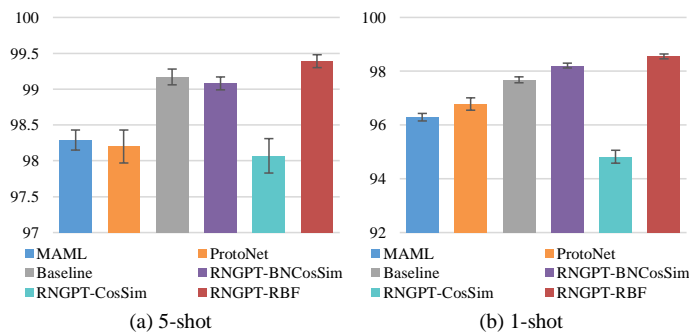 100
99.5
99
98.5
98
97.5
97
MAML ProtoNet
Baseline RNGPT-BNCosSim
RNGPT-CosSim RNGPT-RBF
(a) 5-shot
100
98
96
94
92
MAML ProtoNet
Baseline RNGPT-BNCosSim
RNGPT-CosSim RNGPT-RBF
(b) 1-shot